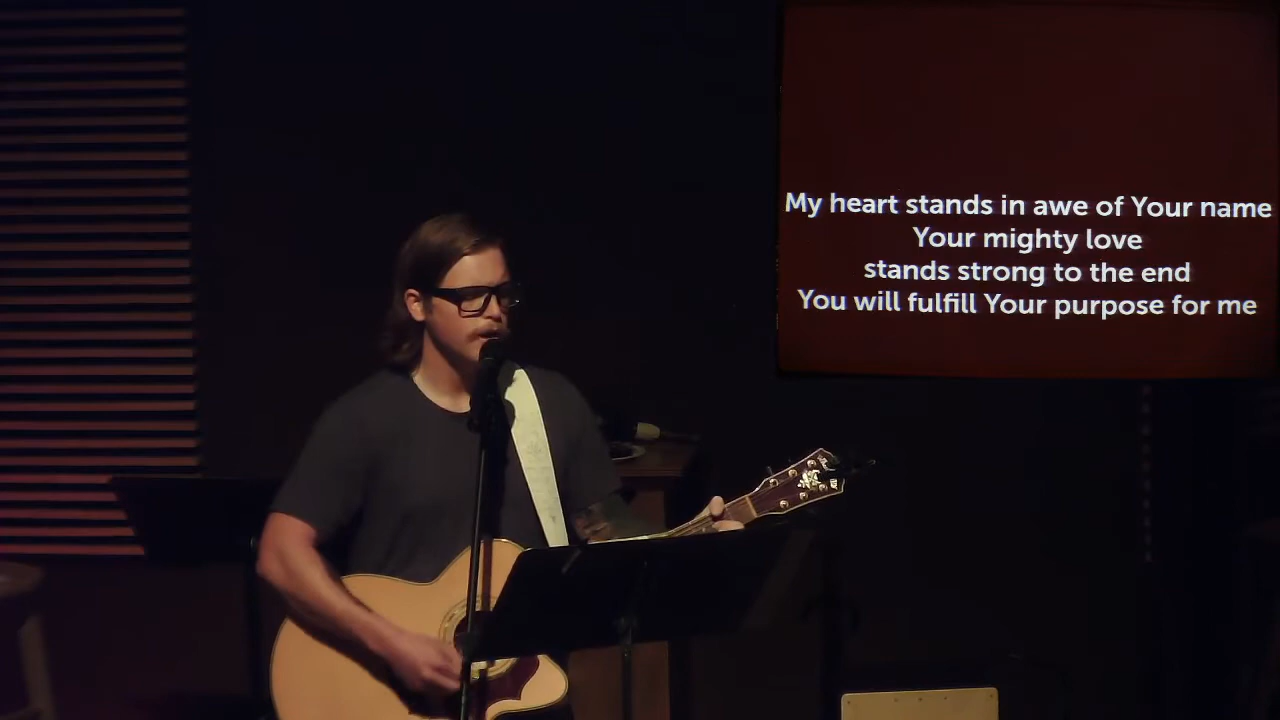 My heart stands in awe of Your name
Your mighty love
stands strong to the end
You will fulfill Your purpose for me